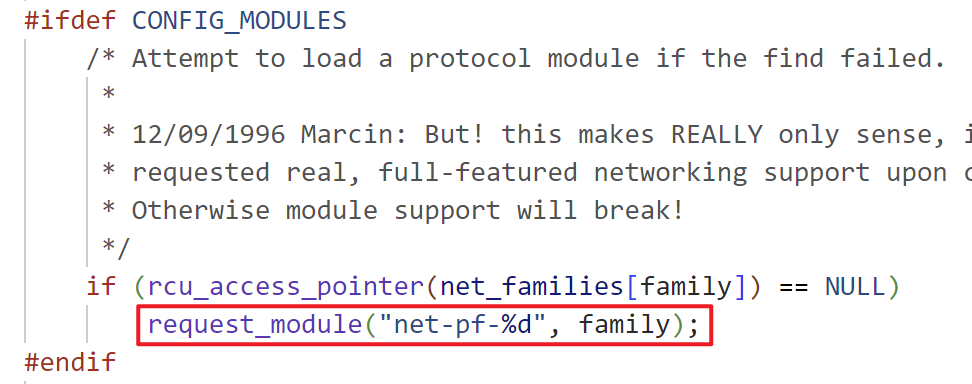 #ifdef CONFIG_MODULES
/* Attempt to load a protocol module if the find failed.
*
* 12/09/1996 Marcin: But! this makes REALLY only sense, i
* requested real, full-featured networking support upon c
* Otherwise module support will break!
*/
if (rcu_access_pointer(net_families[family]) == NULL)
request_module("net-pf-%d", family);
#endif